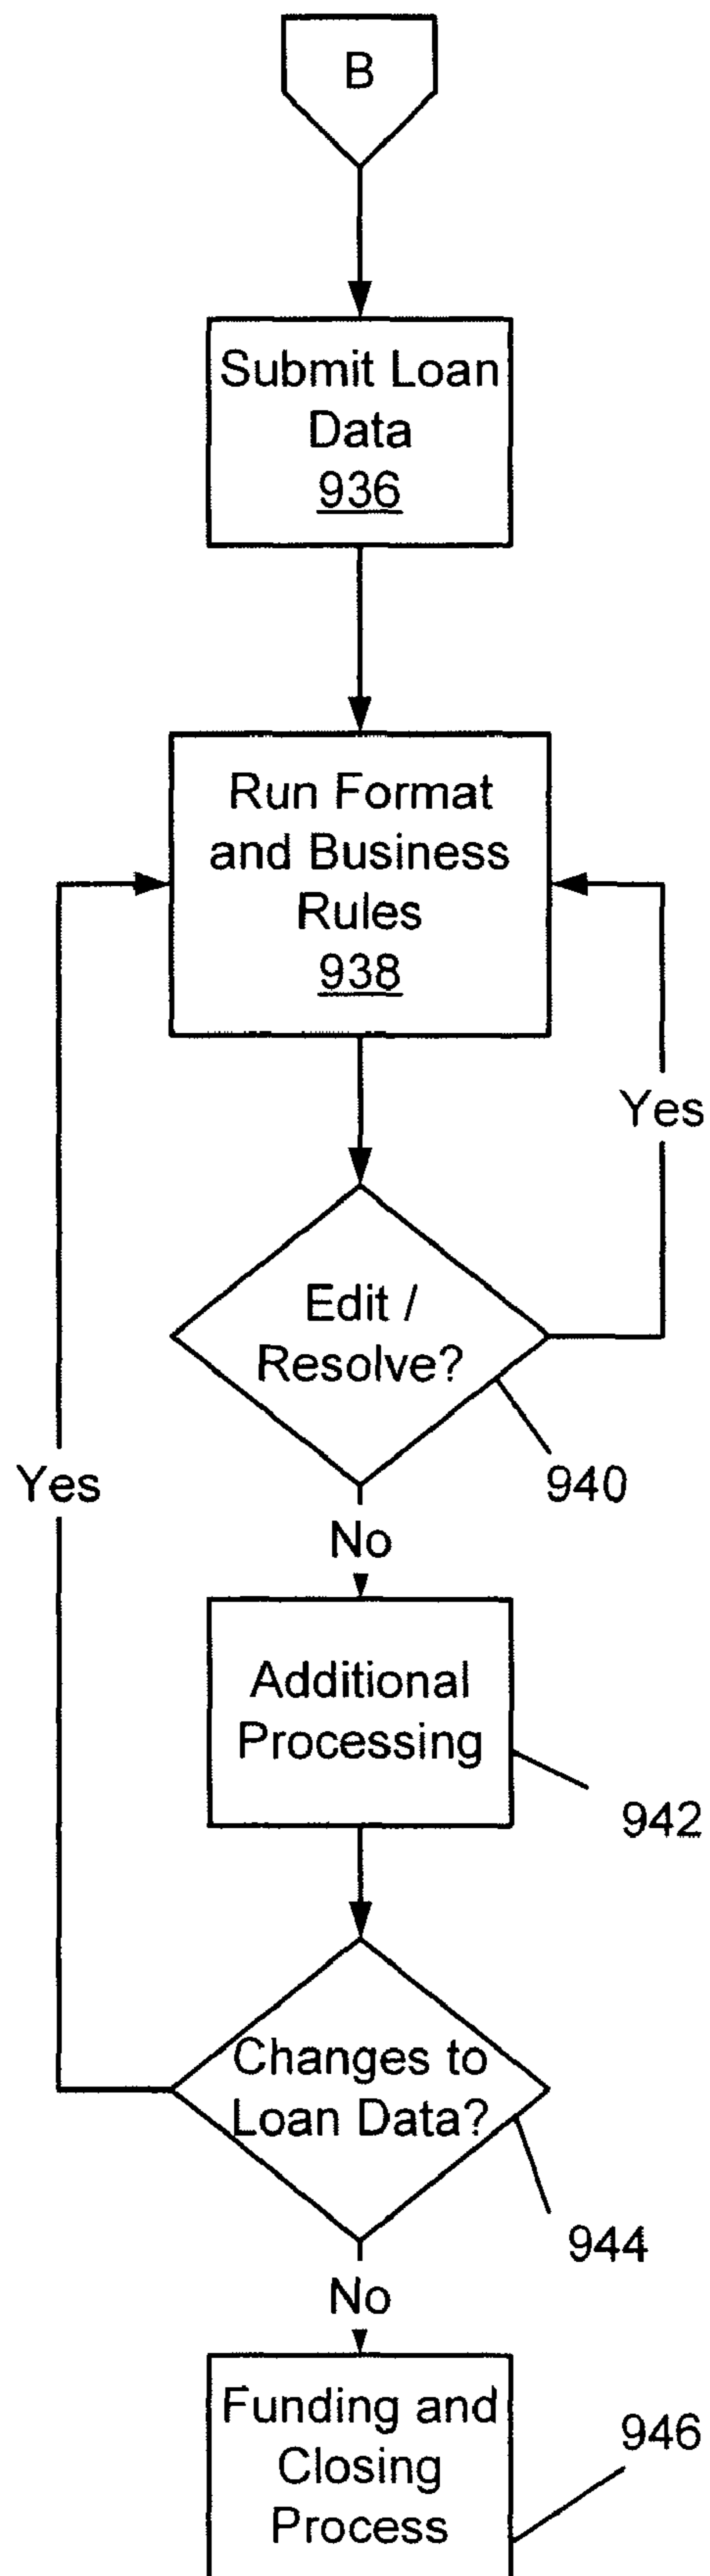 B
Submit Loan
Data
936
Run Format
and Business
Rules
938
Yes
Edit /
Resolve?
940
Yes
No
Additional
Processing
942
Changes to
Loan Data?
944
No
Funding and
Closing
Process
946